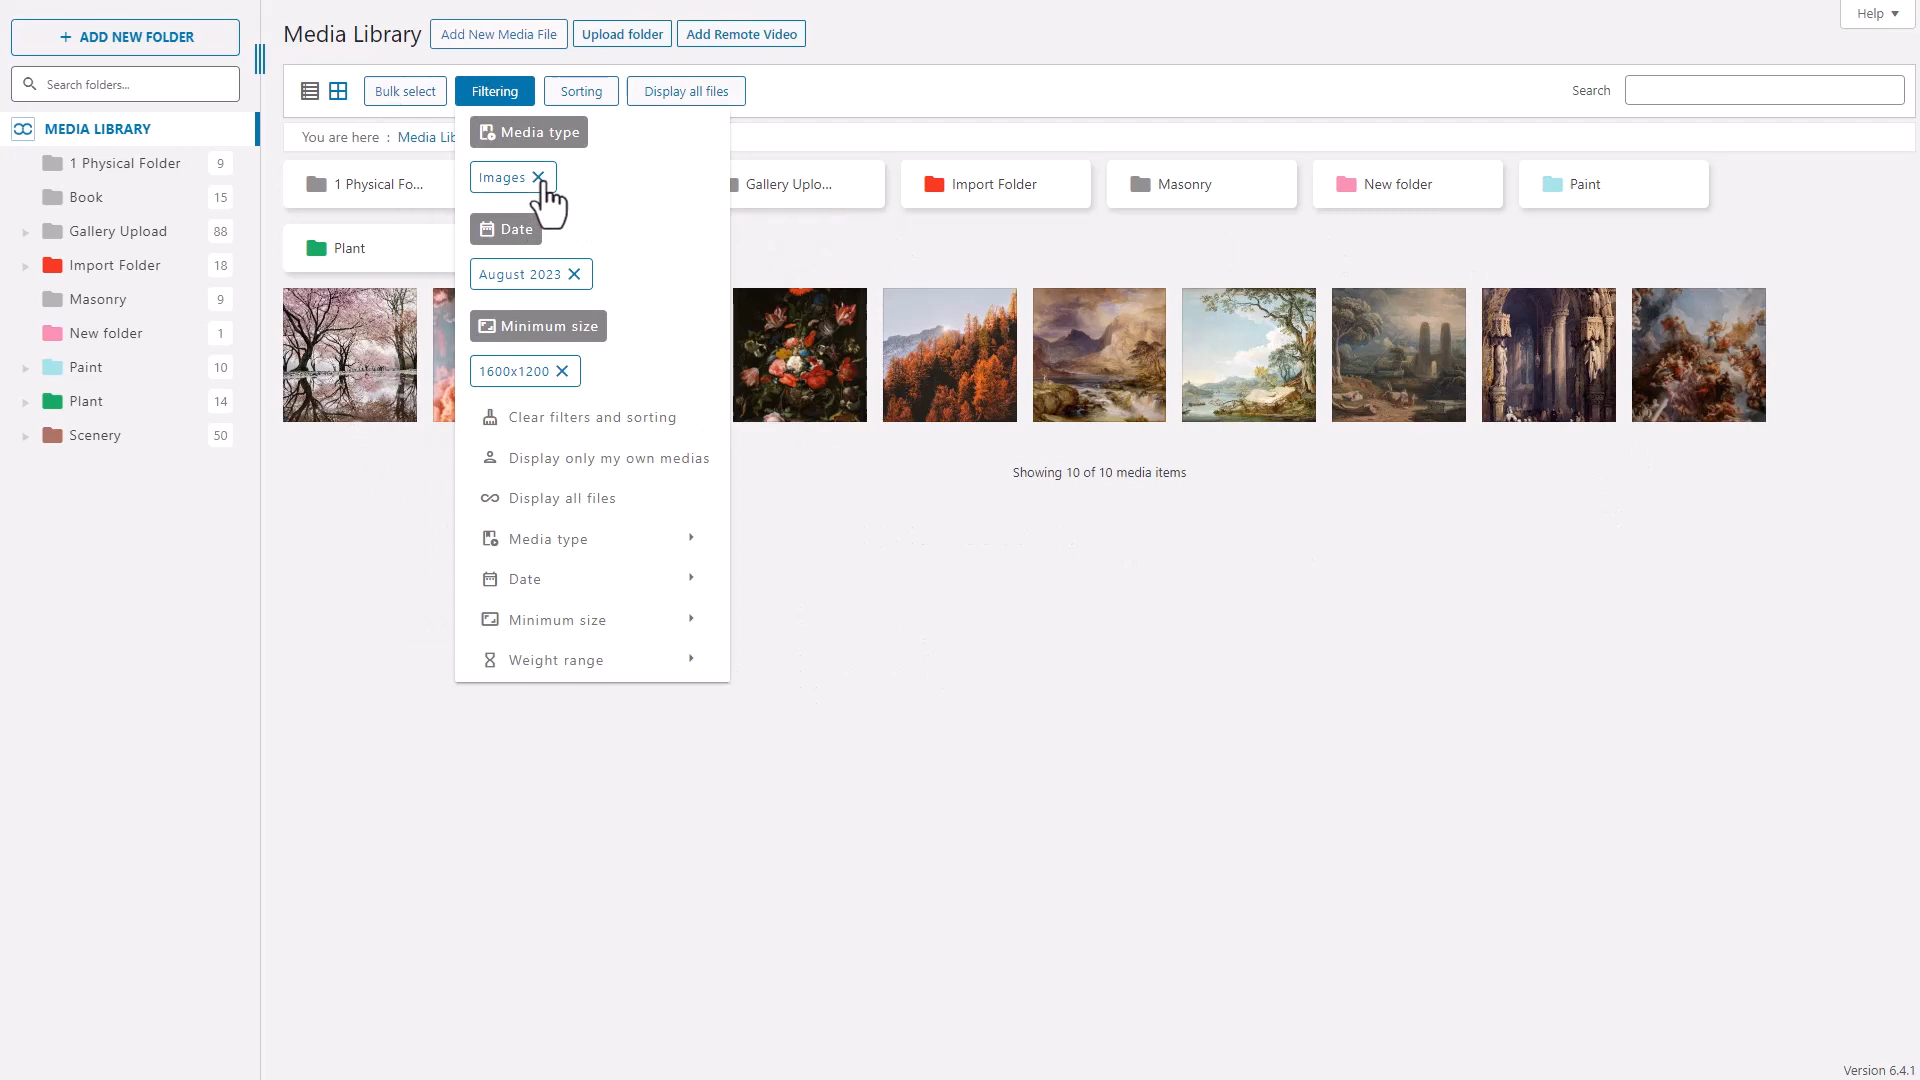 ADD NEW FOLDER
Search folders...
MEDIA LIBRARY
1 Physical Folder 9
Book 15
Gallery Upload 88
Import Folder 18
Masonry 9
New folder 1
Paint 10
Plant 14
Scenery 50
Media Library Add New Media File Upload folder Add Remote Video
Help
Bulk select Filtering Sorting Display all files
Search
You are here : Media Lib
1 Physical Fo... Gallery Uplo... Import Folder Masonry New folder Paint
Plant
Media type
Images
Date
August 2023
Minimum size
1600x1200
Clear filters and sorting
Display only my own medias
Display all files
Media type
Date
Minimum size
Weight range
Showing 10 of 10 media items
Version 6.4.1